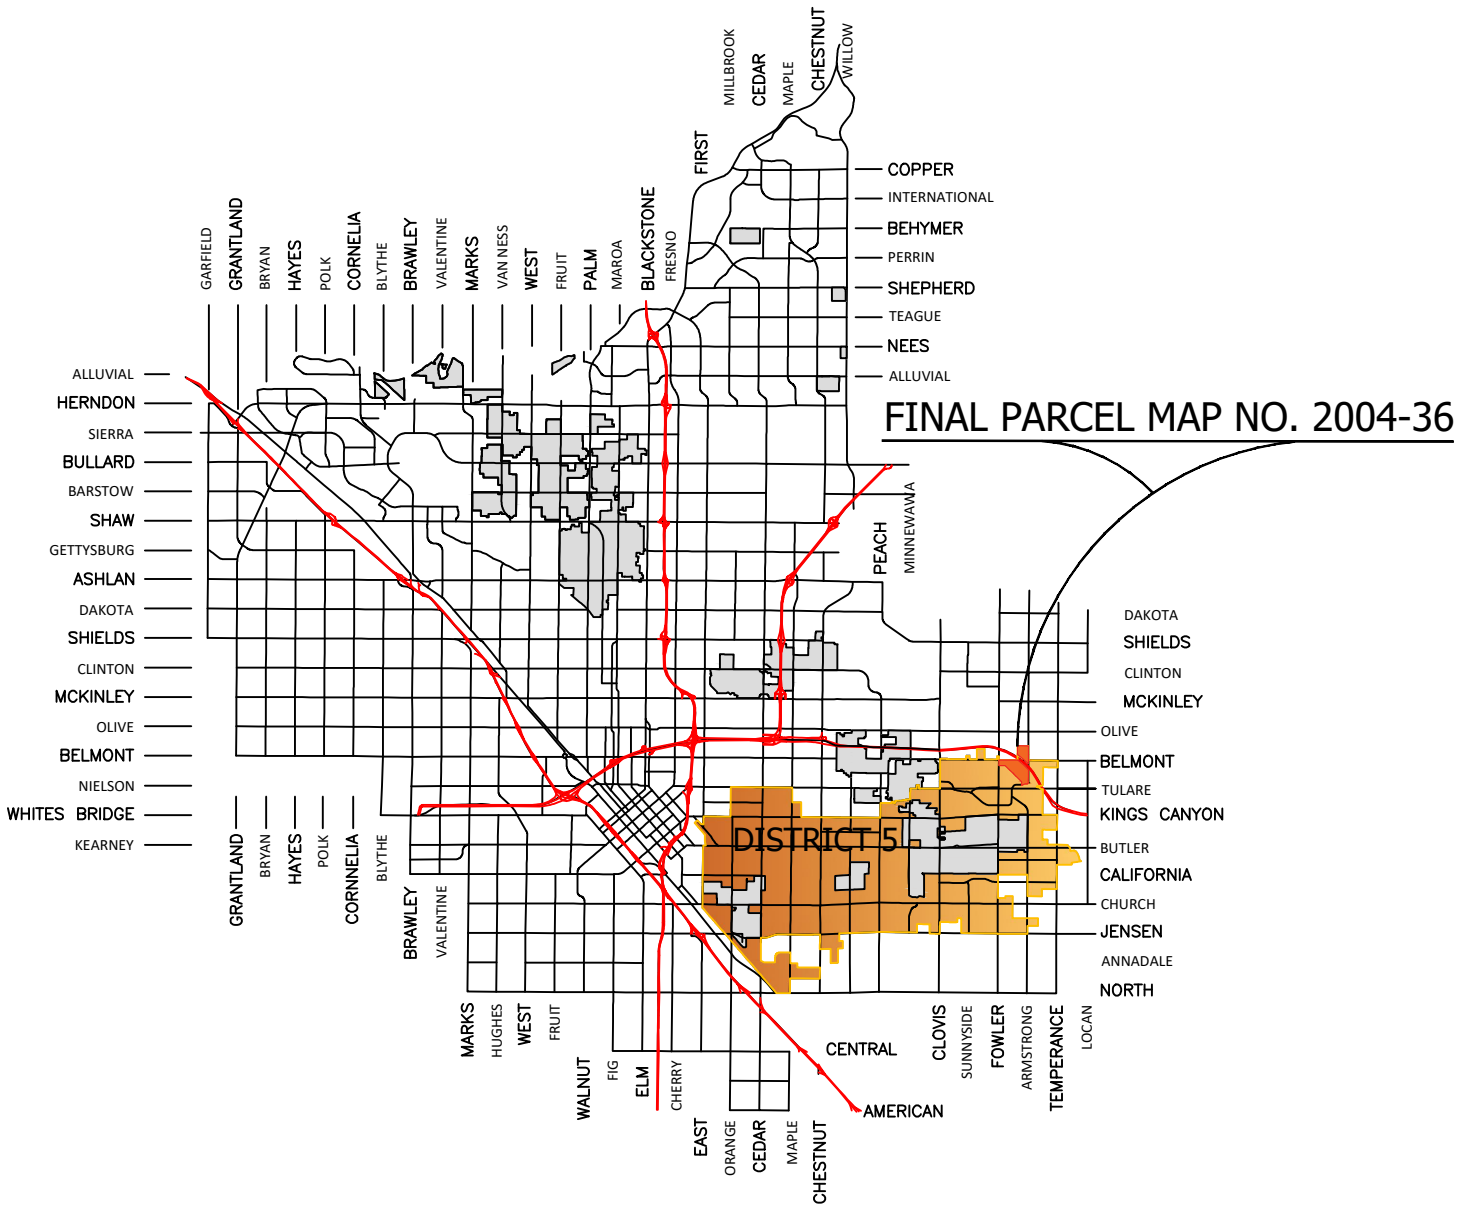 MILLBROOK
CEDAR
MAPLE
CHESTNUT
WILLOW
FIRST
COPPER
INTERNATIONAL
BEHYMER
PERRIN
SHEPHERD
TEAGUE
NEES
ALLUVIAL
GARFIELD
GRANTLAND
BRYAN
HAYES
POLK
CORNELIA
BLYTHE
BRAWLEY
VALENTINE
MARKS
VAN NESS
WEST
FRUIT
PALM
MAROA
BLACKSTONE
FRESNO
ALLUVIAL
HERNDON
SIERRA
BULLARD
BARSTOW
SHAW
GETTYSBURG
ASHLAN
DAKOTA
SHIELDS
CLINTON
MCKINLEY
OLIVE
BELMONT
NIELSON
WHITES BRIDGE
KEARNEY
FINAL PARCEL MAP NO. 2004-36
PEACH
MINNEWAWA
DAKOTA
SHIELDS
CLINTON
MCKINLEY
OLIVE
BELMONT
TULARE
KINGS CANYON
BUTLER
CALIFORNIA
CHURCH
JENSEN
ANNADALE
NORTH
DISTRICT 5
GRANTLAND
BRYAN
HAYES
POLK
CORNNELIA
BLYTHE
BRAWLEY
VALENTINE
MARKS
HUGHES
WEST
FRUIT
WALNUT
FIG
ELM
CHERRY
EAST
ORANGE
CEDAR
MAPLE
CHESTNUT
CENTRAL
AMERICAN
CLOVIS
SUNNYSIDE
FOWLER
ARMSTRONG
TEMPERANCE
LOCAN